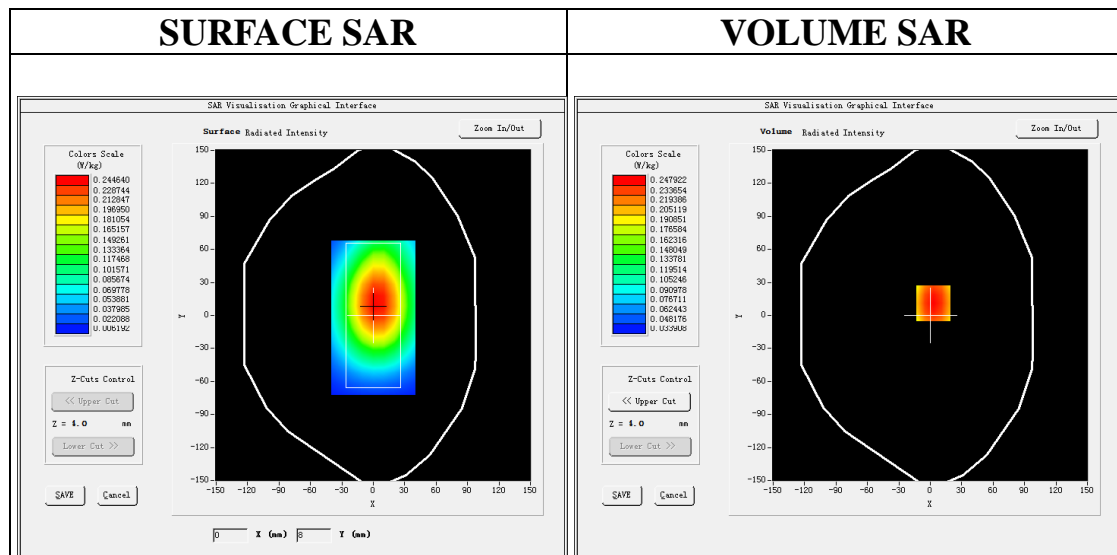 SURFACE SAR
VOLUME SAR
SAR Visualisation Graphical Interface
Surface Radiated Intensity
Zoom In/Out
Colors Scale
(W/kg)
0.244640
0.228744
0.212847
0.196950
0.181054
0.165157
0.149261
0.133364
0.117468
0.101571
0.085674
0.069778
0.053881
0.037985
0.022088
0.006192
150
120
90
60
30
0
-30
-60
-90
-120
-150
Y
-150 -120 -90 -60 -30 0 30 60 90 120 150
X
Z-Cuts Control
<< Upper Cut
Z = 4.0 mm
Lower Cut >>
SAVE Cancel
0 X (mm) 8 Y (mm)
SAR Visualisation Graphical Interface
Volume Radiated Intensity
Zoom In/Out
Colors Scale
(W/kg)
0.247922
0.233654
0.219386
0.205119
0.190851
0.176584
0.162316
0.148049
0.133781
0.119514
0.105246
0.090978
0.076711
0.062443
0.048176
0.033908
150
120
90
60
30
0
-30
-60
-90
-120
-150
Y
-150 -120 -90 -60 -30 0 30 60 90 120 150
X
Z-Cuts Control
<< Upper Cut
Z = 4.0 mm
Lower Cut >>
SAVE Cancel